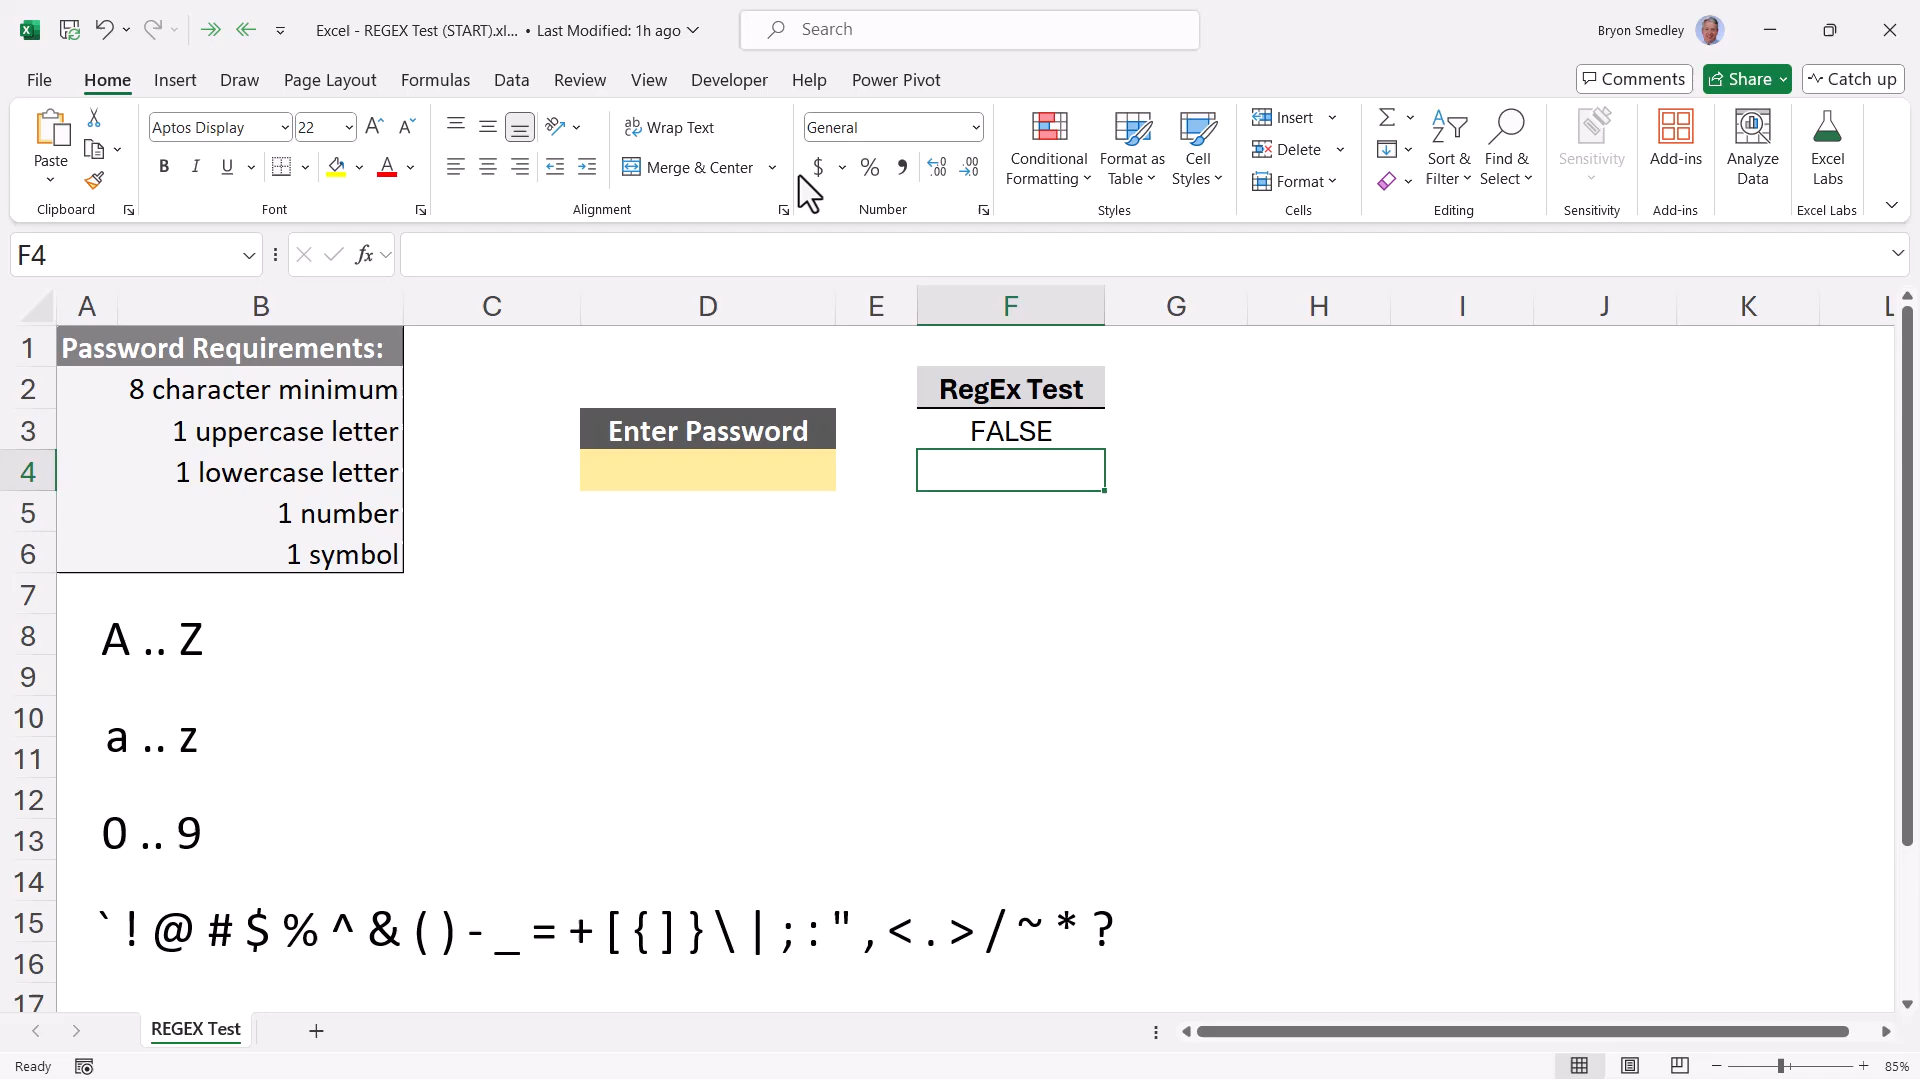 Excel - REGEX Test (START).xl... • Last Modified: 1h ago
Search
Bryon Smedley
File Home Insert Draw Page Layout Formulas Data Review View Developer Help Power Pivot
Comments Share Catch up
Paste
Clipboard
Aptos Display 22
B I U
Font
Wrap Text
Merge & Center
Alignment
General
$ % ,
Number
Conditional Formatting
Format as Table
Cell Styles
Styles
Insert
Delete
Format
Cells
Sort & Filter
Find & Select
Editing
Sensitivity
Sensitivity
Add-ins
Add-ins
Analyze Data
Excel Labs
Excel Labs
F4
fx
A B C D E F G H I J K L
1 Password Requirements:
2 8 character minimum RegEx Test
3 1 uppercase letter Enter Password FALSE
4 1 lowercase letter
5 1 number
6 1 symbol
7
8 A .. Z
9
10 a .. z
11
12
13 0 .. 9
14
15 ` ! @ # $ % ^ & ( ) - _ = + [ { ] } \ | ; : " , < . > / ~ * ?
16
17
REGEX Test
Ready
85%